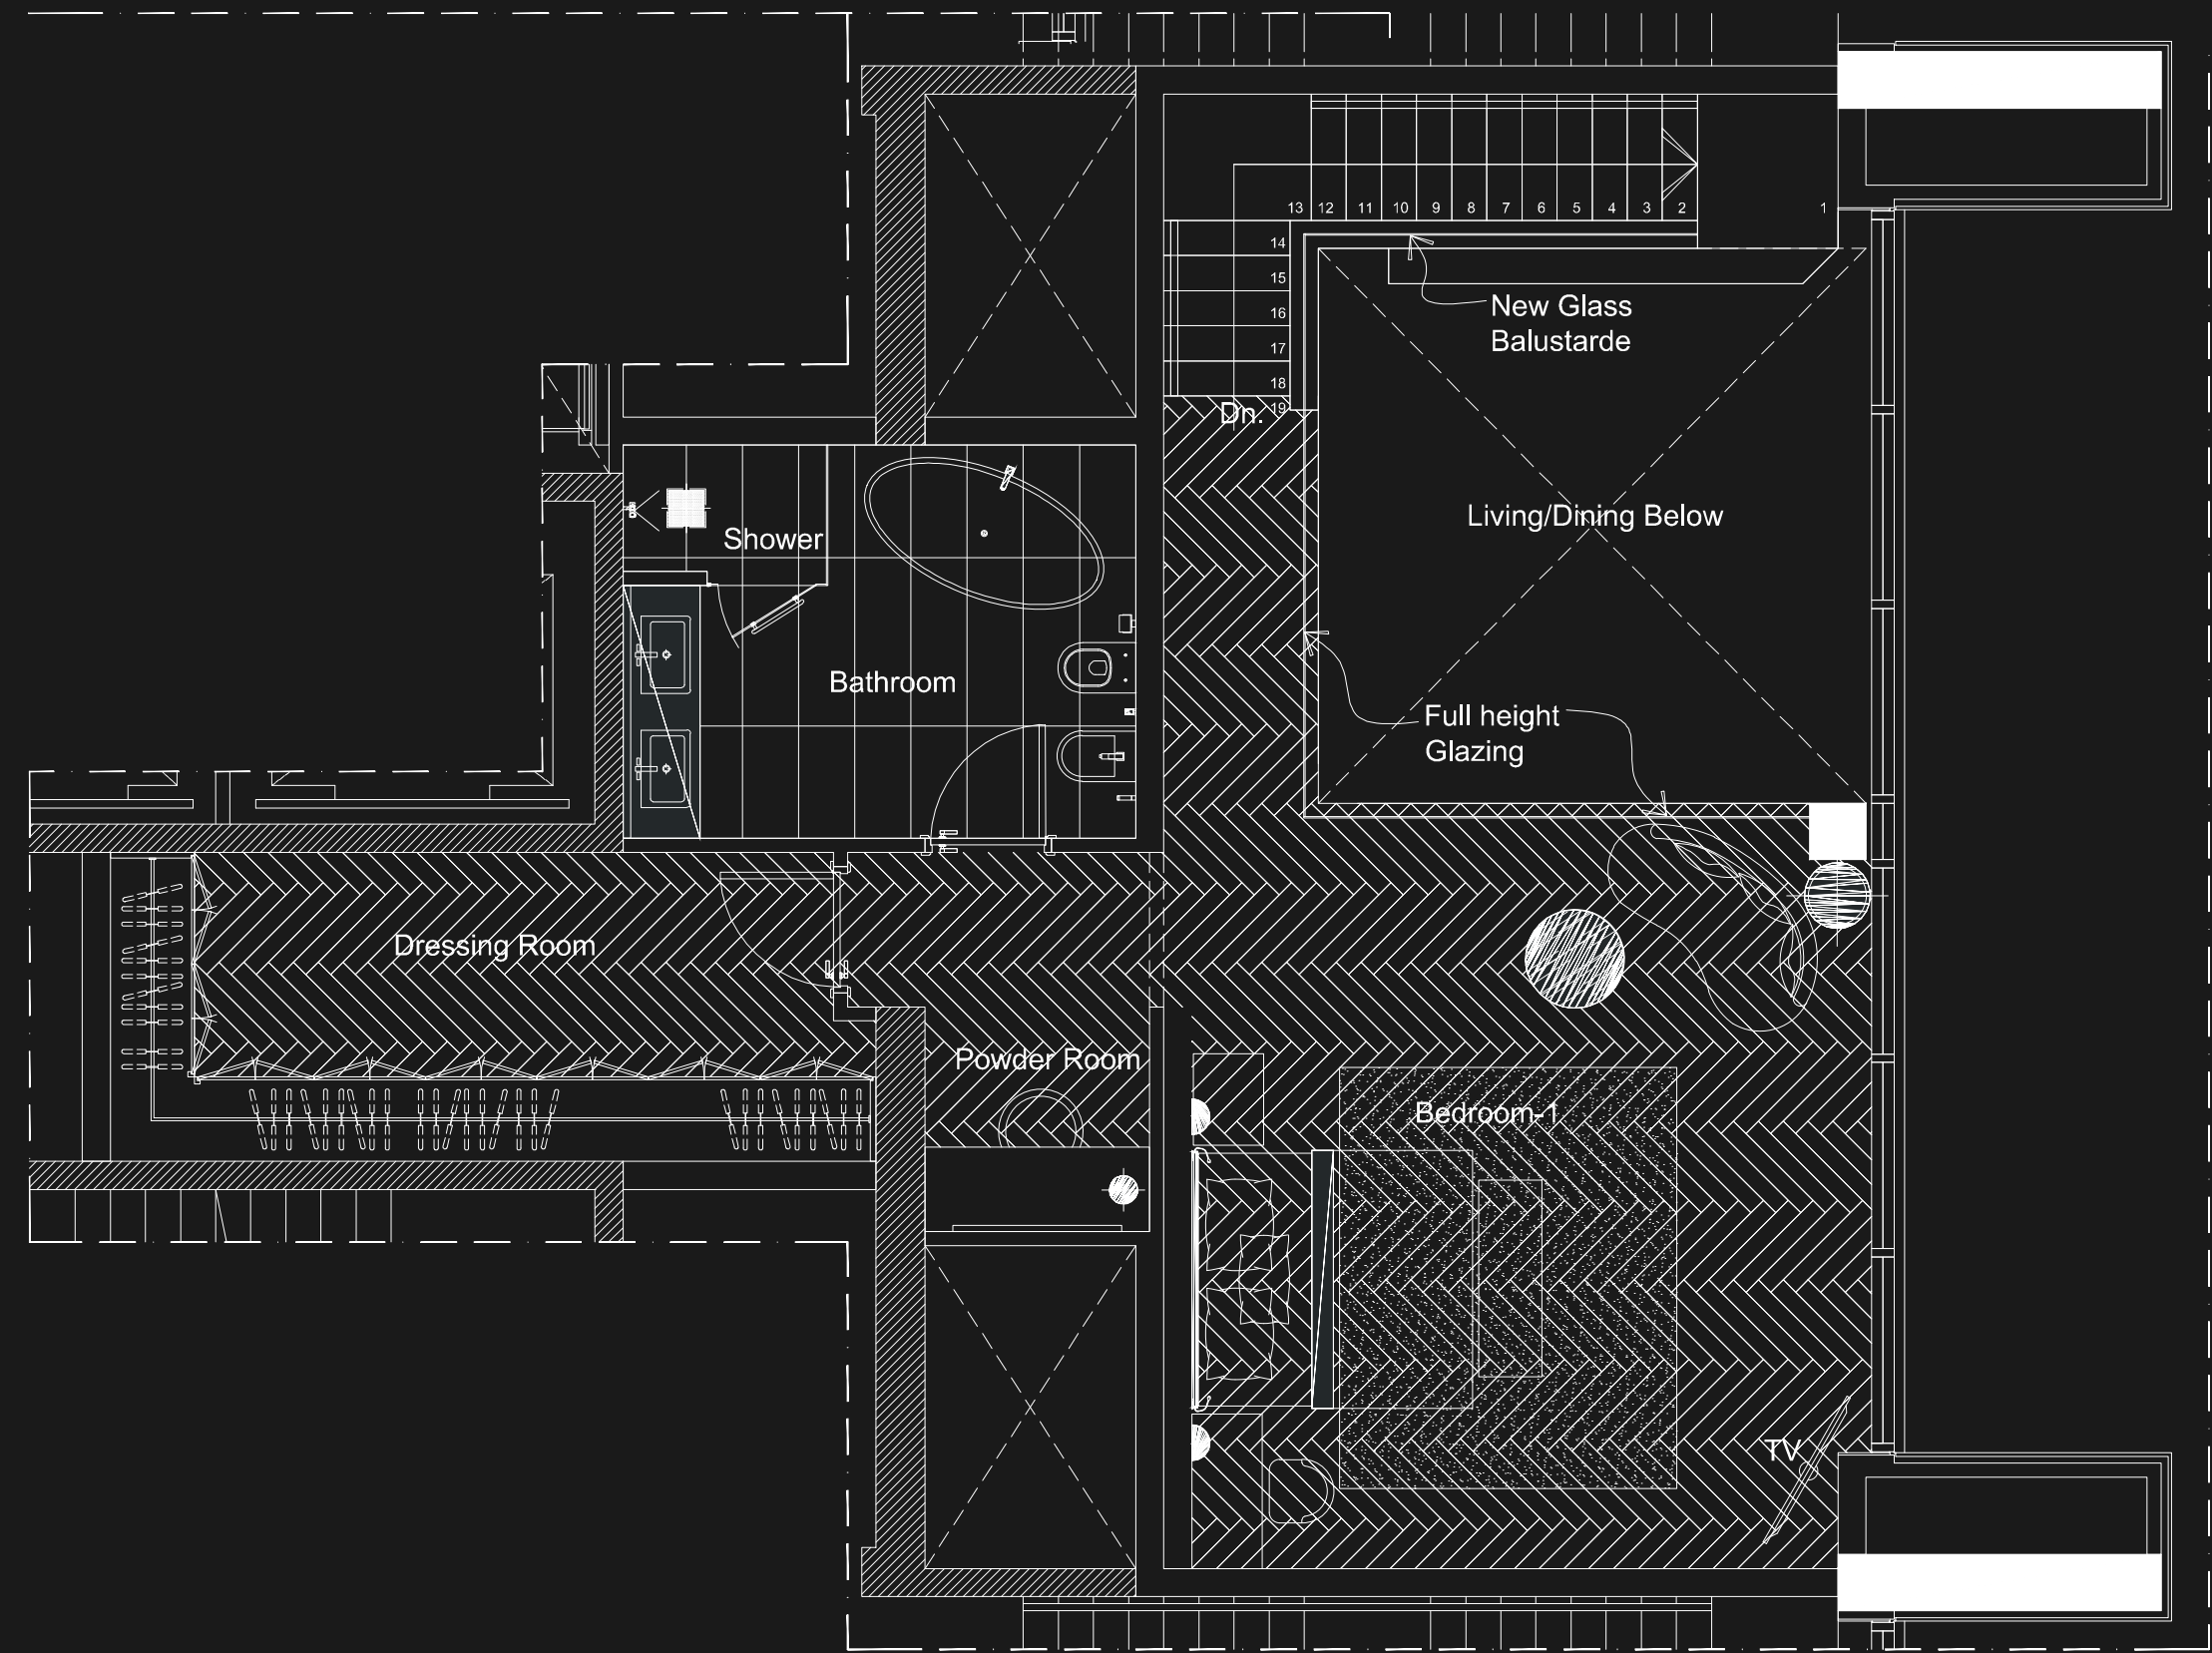 13 12 11 10 9 8 7 6 5 4 3 2 1
14
15
16
17
18
19
Dn.
New Glass
Balustarde
Living/Dining Below
Shower
Bathroom
Full height
Glazing
Dressing Room
Powder Room
Bedroom-1
TV